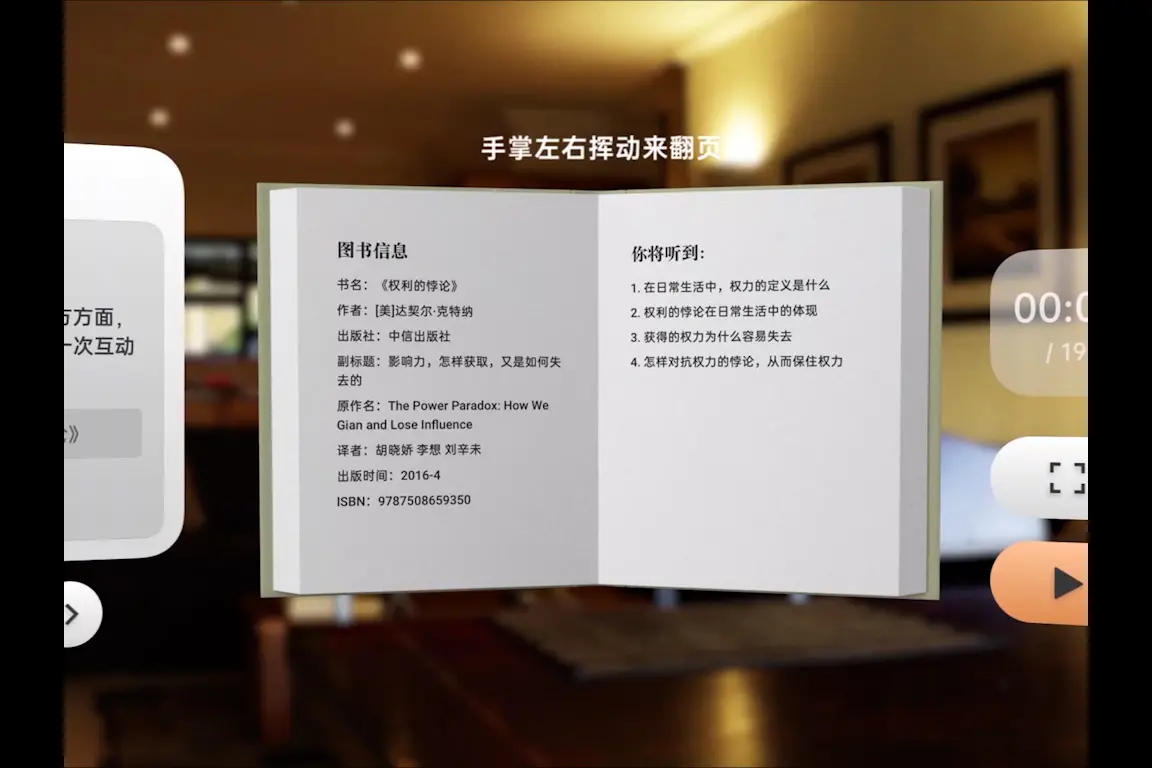 手掌左右挥动来翻页
方面，
一次互动
》
图书信息
书名：《权利的悖论》
作者：[美]达契尔·克特纳
出版社：中信出版社
副标题：影响力，怎样获取，又是如何失
去的
原作名：The Power Paradox: How We
Gian and Lose Influence
译者：胡晓娇 李想 刘辛未
出版时间：2016-4
ISBN：9787508659350
你将听到:
1. 在日常生活中，权力的定义是什么
2. 权利的悖论在日常生活中的体现
3. 获得的权力为什么容易失去
4. 怎样对抗权力的悖论，从而保住权力
00:
/ 19